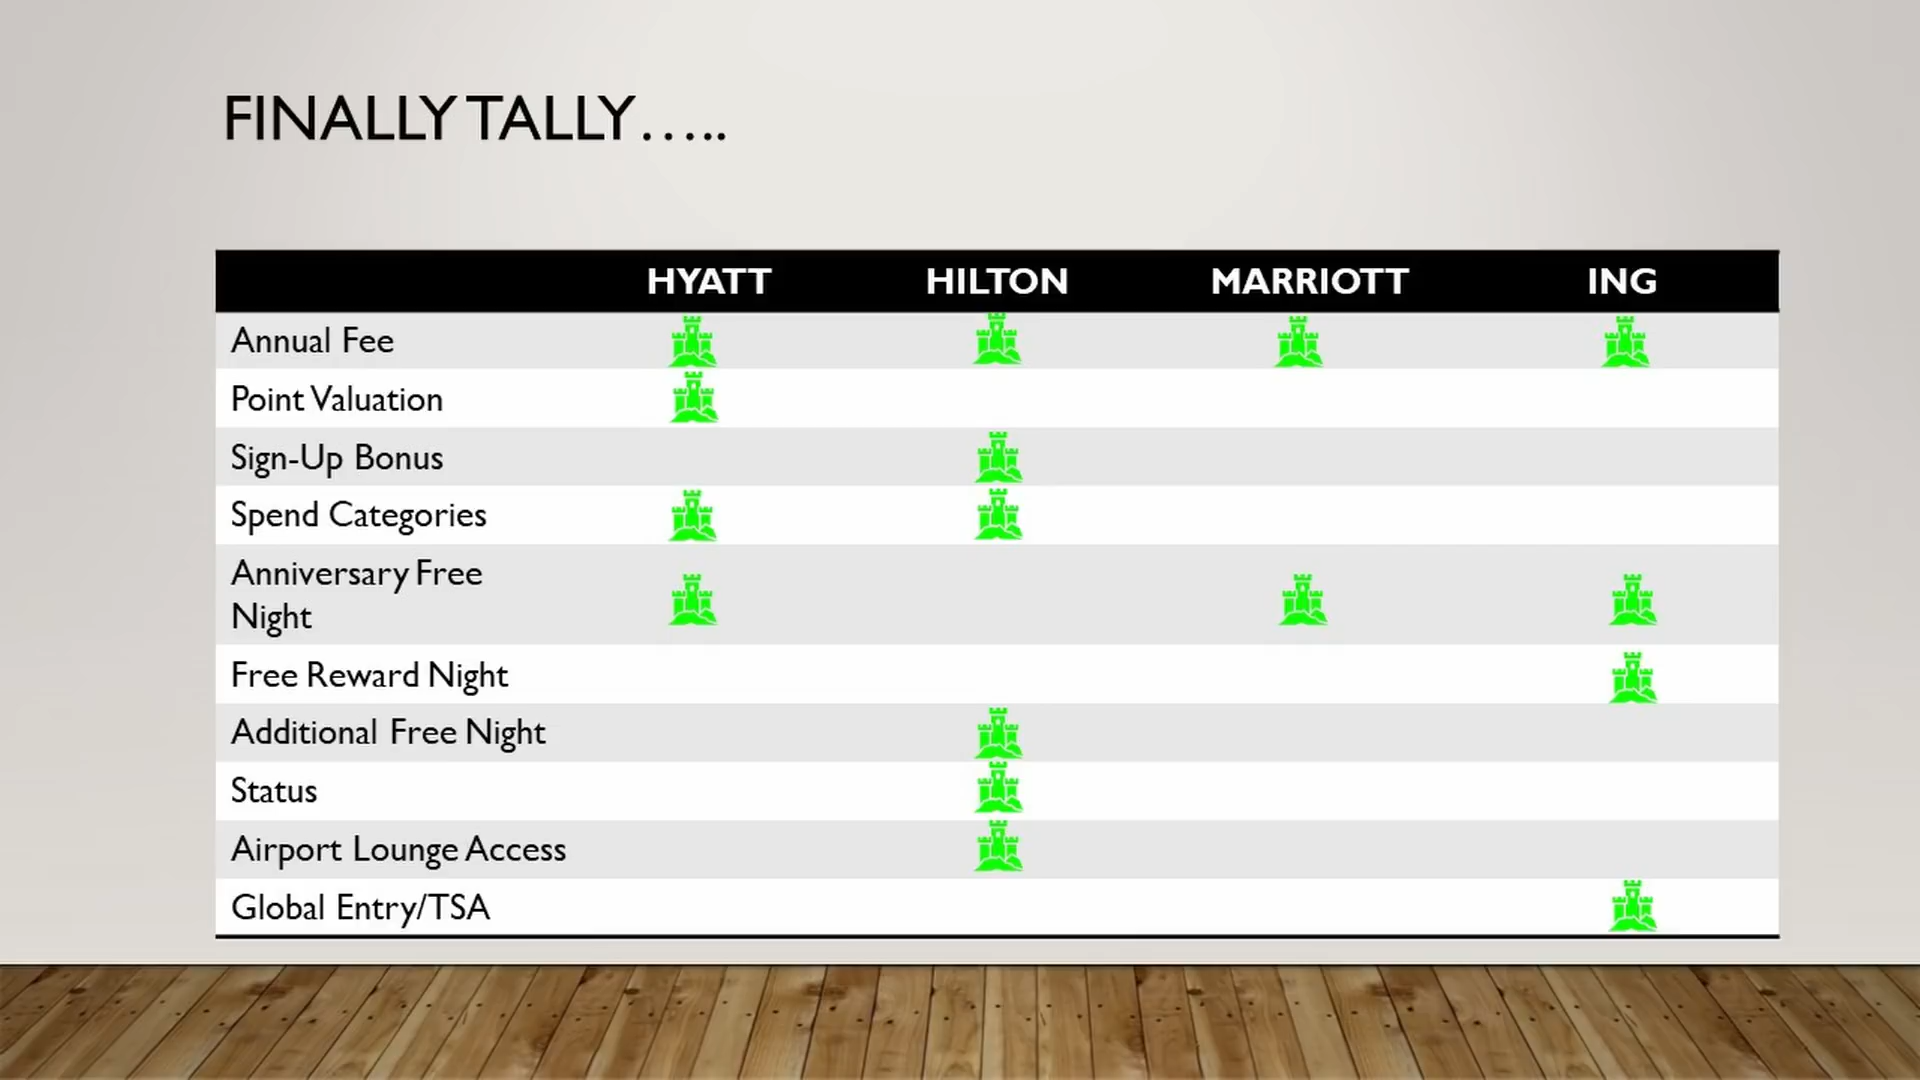 FINALLY TALLY.....
HYATT HILTON MARRIOTT ING
Annual Fee
Point Valuation
Sign-Up Bonus
Spend Categories
Anniversary Free
Night
Free Reward Night
Additional Free Night
Status
Airport Lounge Access
Global Entry/TSA